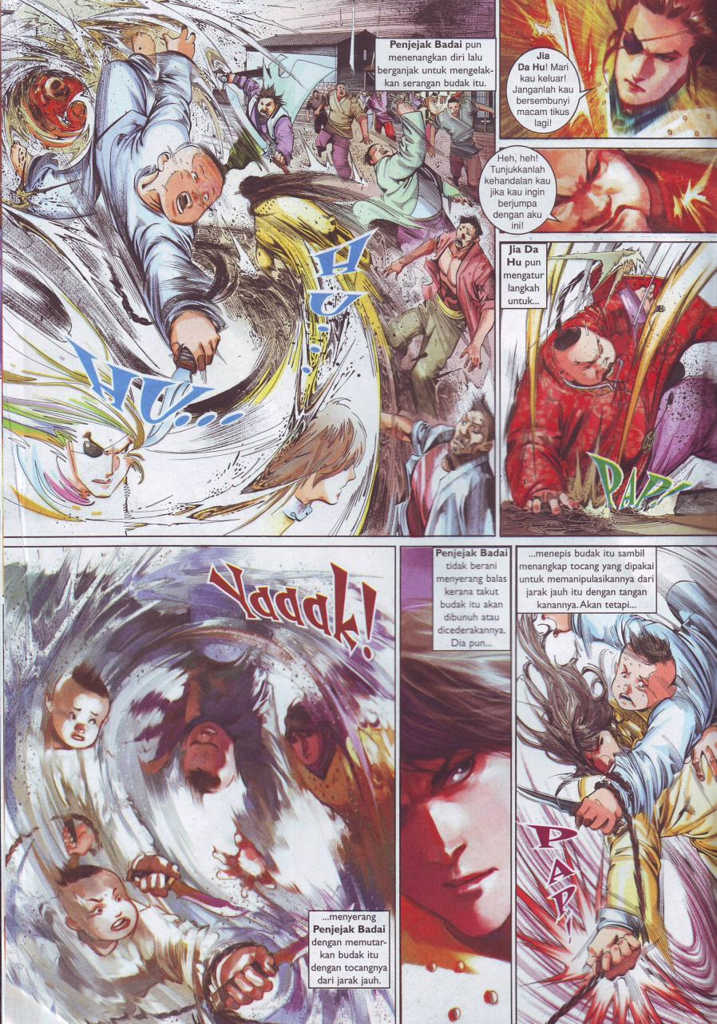 Penjejak Badai pun
menenangkan diri lalu
berganjak untuk mengelak-
kan serangan budak itu.
Jia
Da Hu! Mari
kau keluar!
Janganlah kau
bersembunyi
macam tikus
lagi!
Heh, heh!
Tunjukkanlah
kehandalan kau
jika kau ingin
berjumpa
dengan aku
ini!
HU...
HU...
Jia Da
Hu pun
mengatur
langkah
untuk...
PAP!
Yaaak!
...menyerang
Penjejak Badai
dengan memutar-
kan budak itu
dengan tocangnya
dari jarak jauh.
Penjejak Badai
tidak berani
menyerang balas
kerana takut
budak itu akan
dibunuh atau
dicederakannya.
Dia pun...
...menepis budak itu sambil
menangkap tocang yang dipakai
untuk memanipulasikannya dari
jarak jauh itu dengan tangan
kanannya. Akan tetapi...
PAP!